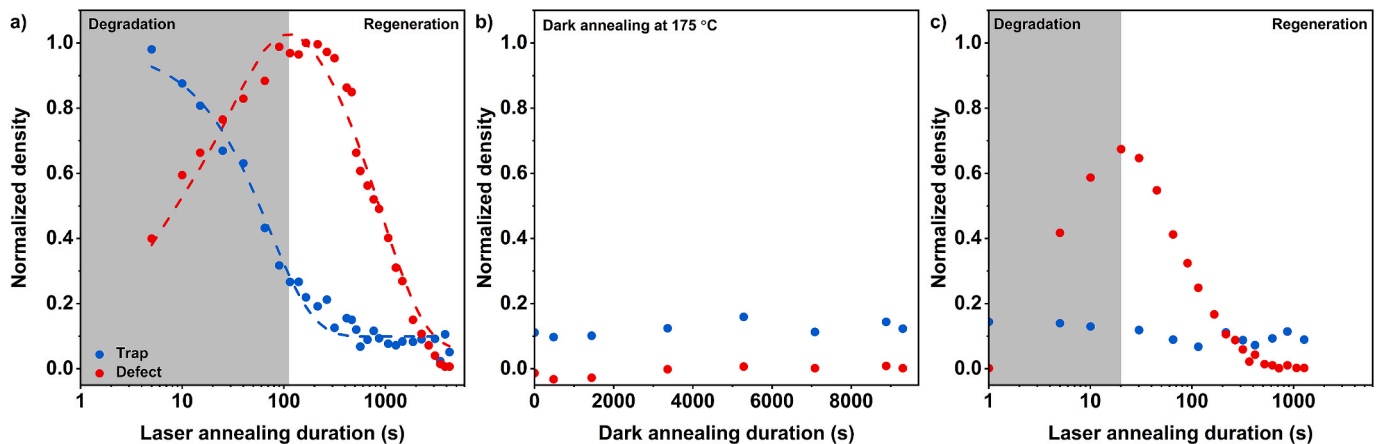 a)
Degradation
Regeneration
1.0
0.8
0.6
0.4
0.2
0.0
Normalized density
Trap
Defect
1
10
100
1000
Laser annealing duration (s)
b)
Dark annealing at 175 °C
1.0
0.8
0.6
0.4
0.2
0.0
Normalized density
0
2000
4000
6000
8000
Dark annealing duration (s)
c)
Degradation
Regeneration
1.0
0.8
0.6
0.4
0.2
0.0
Normalized density
1
10
100
1000
Laser annealing duration (s)